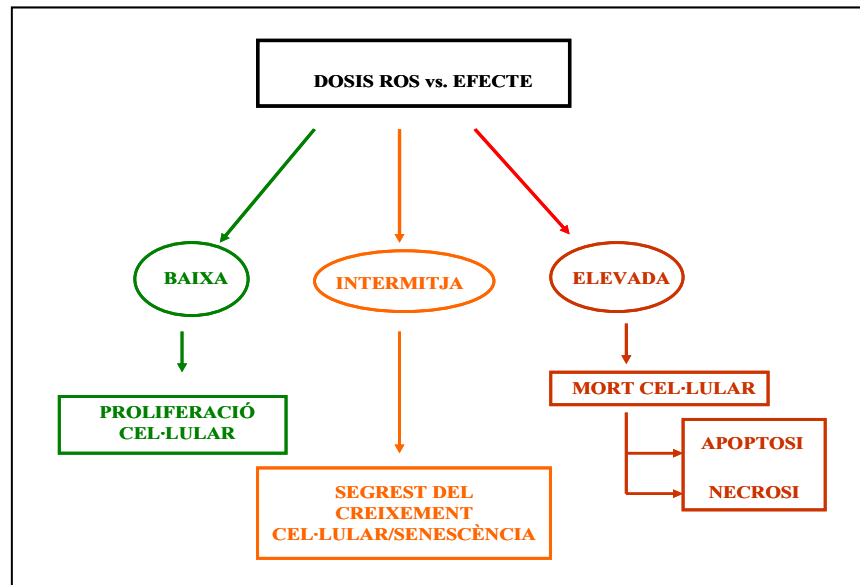 DOSIS ROS vs. EFECTE
BAIXA
INTERMITJA
ELEVADA
PROLIFERACIÓ
CEL·LULAR
SEGREST DEL
CREIXEMENT
CEL·LULAR/SENESCÈNCIA
MORT CEL·LULAR
APOPTOSI
NECROSI